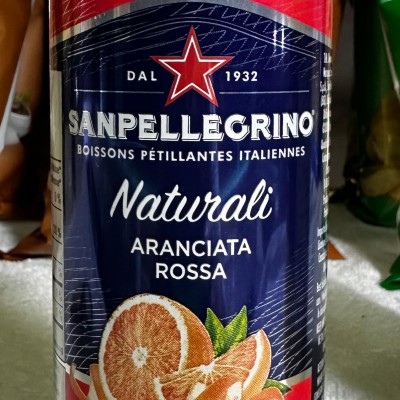 DAL 1932
SANPELLEGRINO
BOISSONS PÉTILLANTES ITALIENNES
Naturali
ARANCIATA
ROSSA